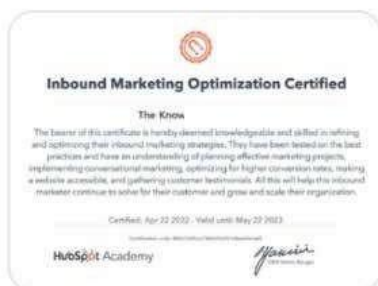 Inbound Marketing Optimization Certified
The Know
The bearer of this certificate is hereby deemed knowledgeable and skilled in refining
and optimizing their inbound marketing strategies. They have been tested on the best
practices and have an understanding of planning effective marketing projects,
implementing conversational marketing, optimizing for higher conversion rates, making
a website accessible, and gathering customer testimonials. All this will help this inbound
marketer continue to solve for their customer and grow and scale their organization.
Certified: Apr 22 2022 - Valid until: May 22 2023
HubSpot Academy